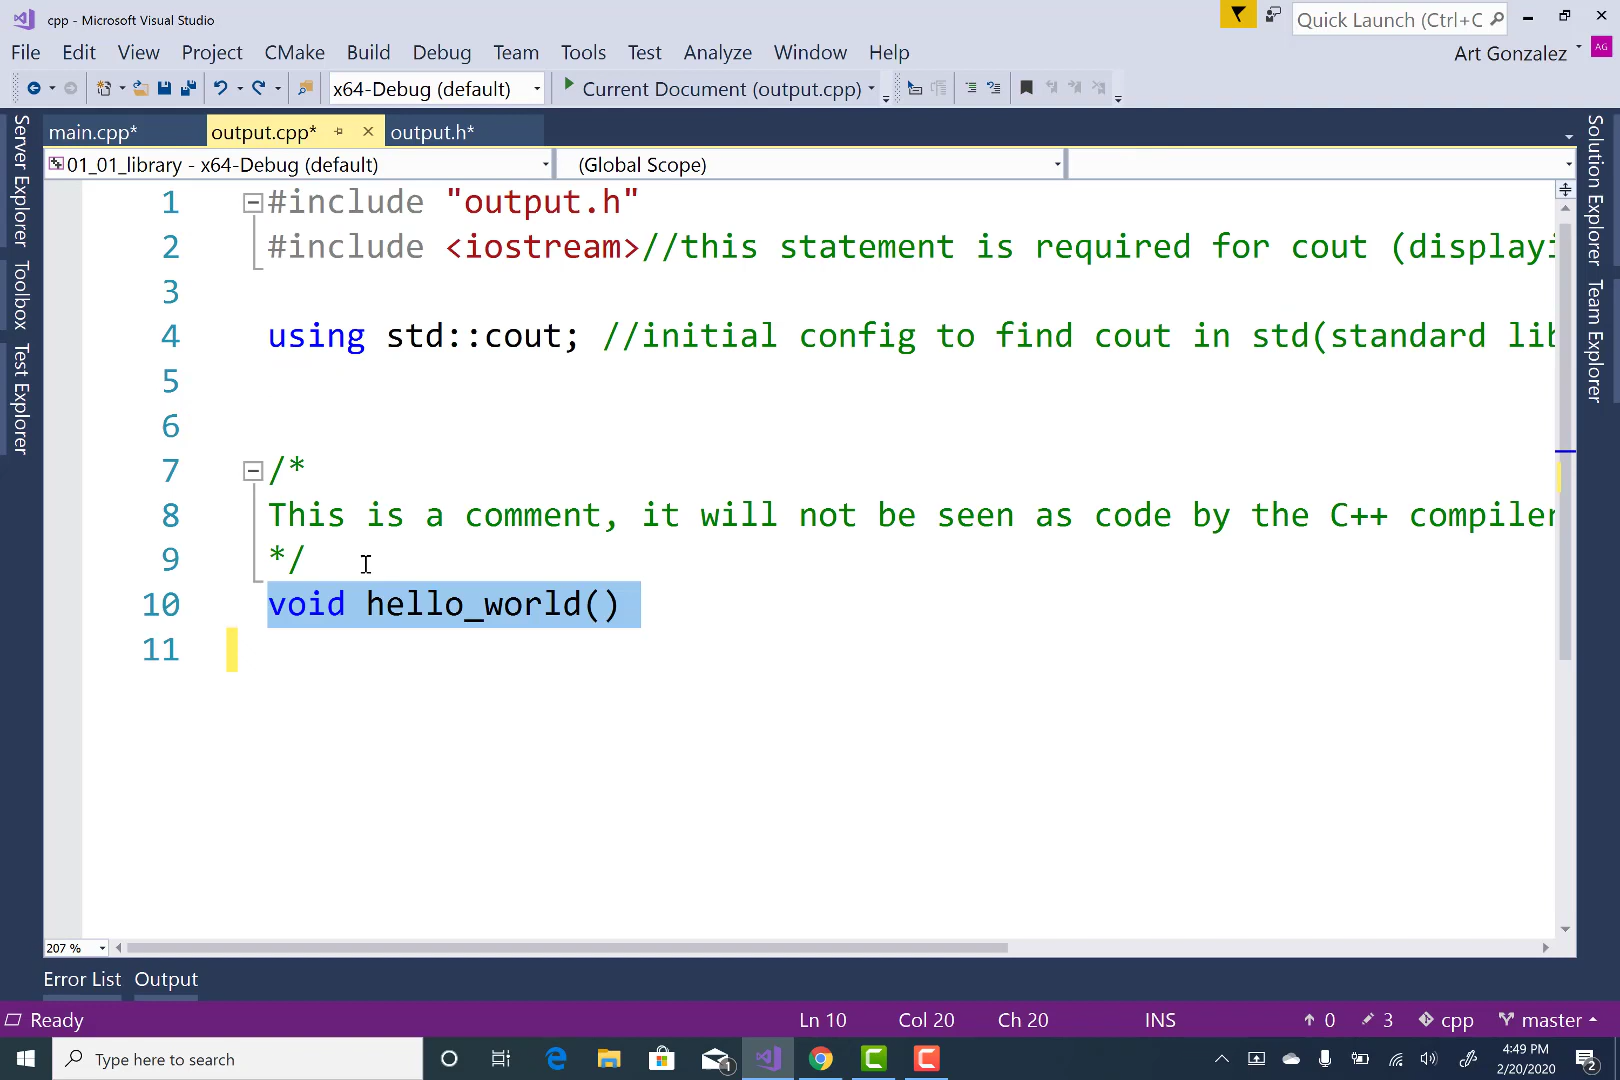 cpp - Microsoft Visual Studio
Quick Launch (Ctrl+C
File Edit View Project CMake Build Debug Team Tools Test Analyze Window Help
Art Gonzalez AG
x64-Debug (default) Current Document (output.cpp)
main.cpp* output.cpp* output.h*
01_01_library - x64-Debug (default) (Global Scope)
Server Explorer
Toolbox
Test Explorer
Solution Explorer
Team Explorer
1 #include "output.h"
2 #include <iostream>//this statement is required for cout (displayi
3
4 using std::cout; //initial config to find cout in std(standard lib
5
6
7 /*
8 This is a comment, it will not be seen as code by the C++ compiler
9 */
10 void hello_world()
11
207 %
Error List Output
Ready Ln 10 Col 20 Ch 20 INS 0 3 cpp master
Type here to search
1
4:49 PM
2/20/2020
2